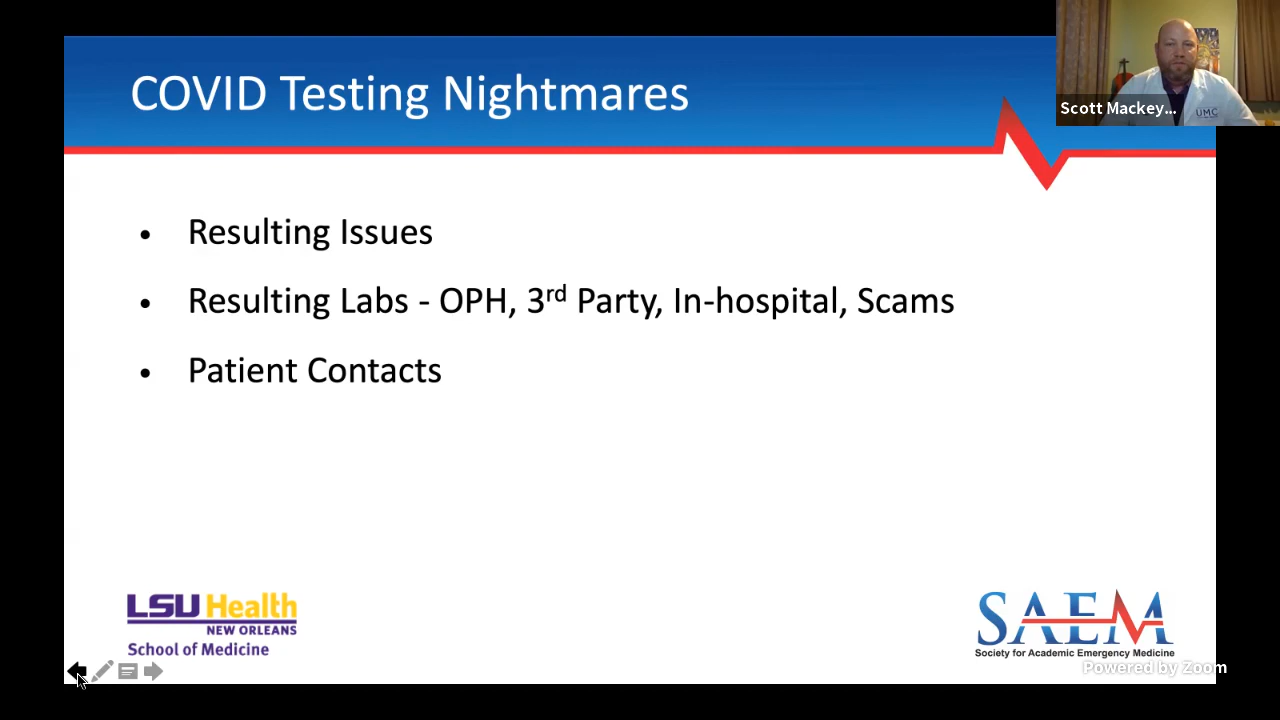 COVID Testing Nightmares
Scott Mackey...
UMC
• Resulting Issues
• Resulting Labs - OPH, 3rd Party, In-hospital, Scams
• Patient Contacts
LSU Health
NEW ORLEANS
School of Medicine
SAEM
Society for Academic Emergency Medicine
Powered by Zoom